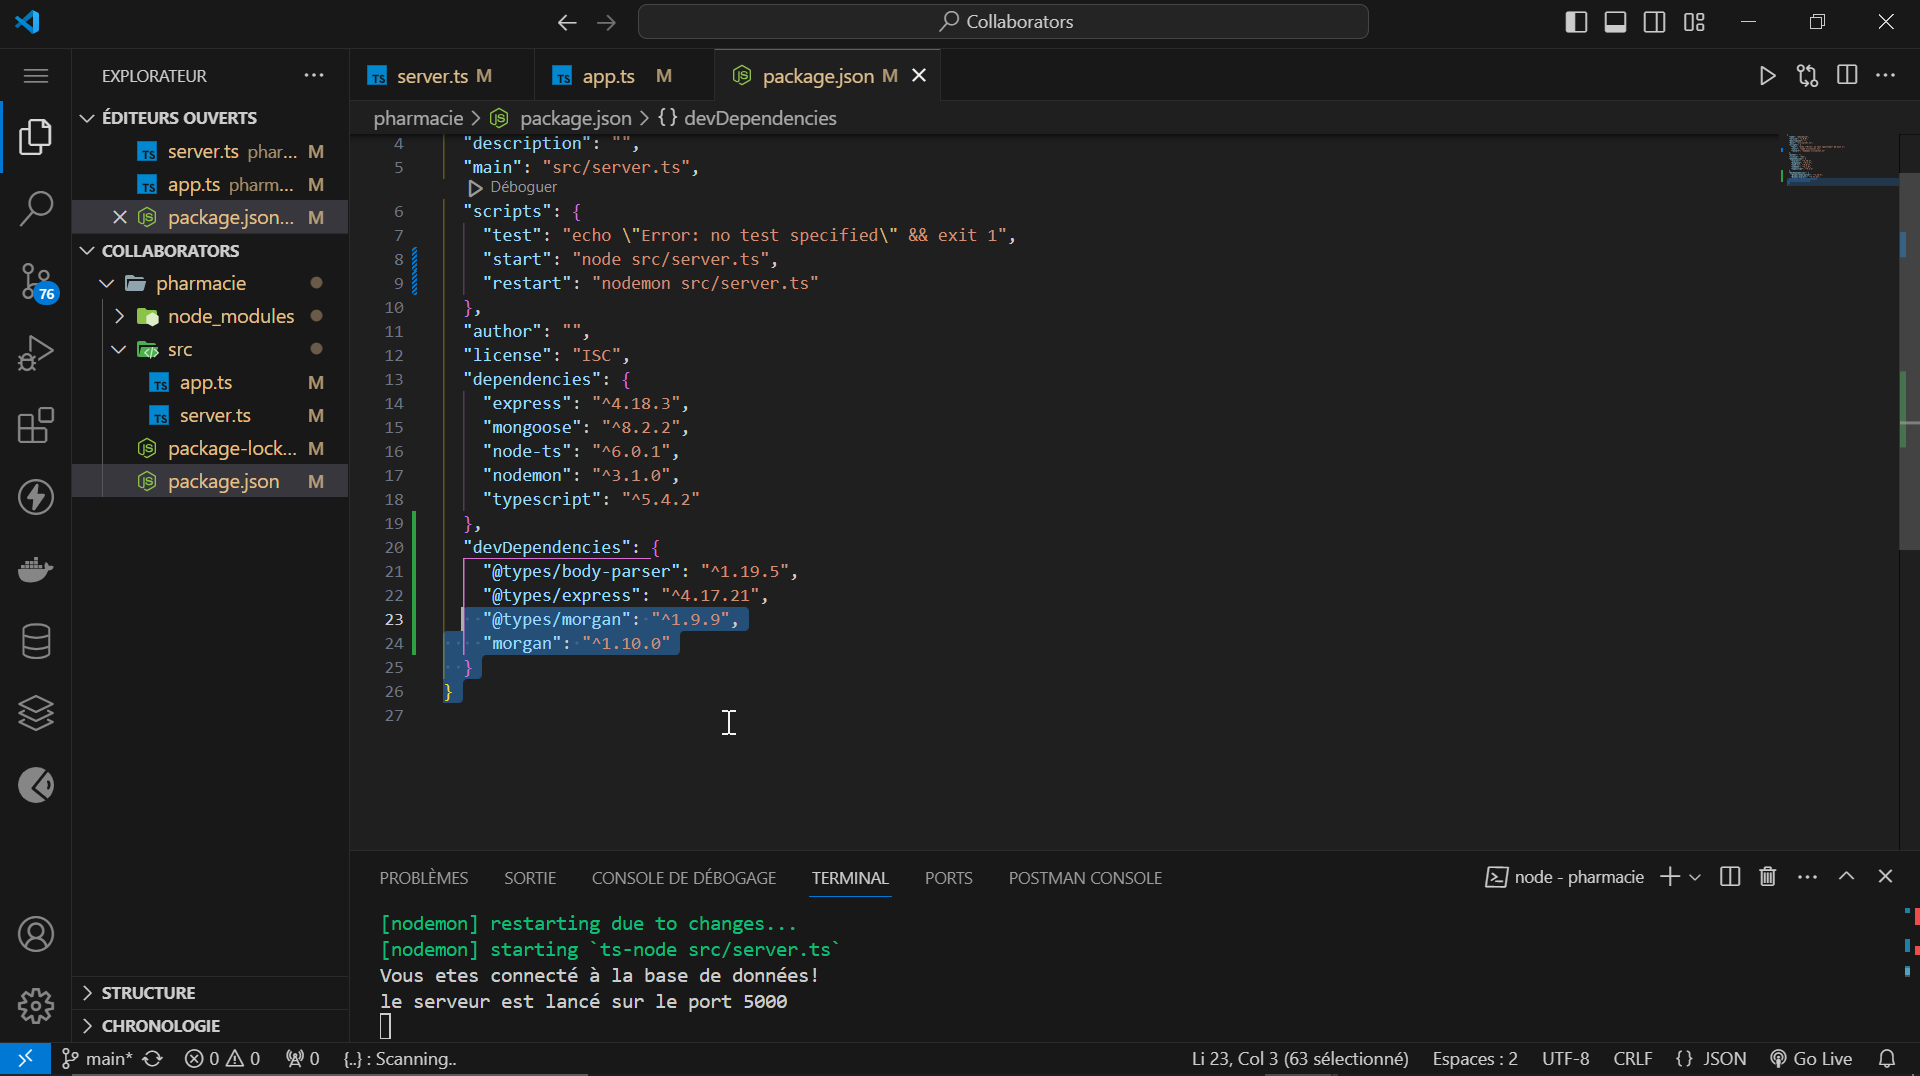 Collaborators
EXPLORATEUR
ÉDITEURS OUVERTS
server.ts phar... M
app.ts pharm... M
package.json... M
COLLABORATORS
pharmacie
node_modules
src
app.ts M
server.ts M
package-lock... M
package.json M
STRUCTURE
CHRONOLOGIE
76
server.ts M
app.ts M
package.json M
pharmacie > package.json > {} devDependencies
4 "description": "",
5 "main": "src/server.ts",
Déboguer
6 "scripts": {
7 "test": "echo \"Error: no test specified\" && exit 1",
8 "start": "node src/server.ts",
9 "restart": "nodemon src/server.ts"
10 },
11 "author": "",
12 "license": "ISC",
13 "dependencies": {
14 "express": "^4.18.3",
15 "mongoose": "^8.2.2",
16 "node-ts": "^6.0.1",
17 "nodemon": "^3.1.0",
18 "typescript": "^5.4.2"
19 },
20 "devDependencies": {
21 "@types/body-parser": "^1.19.5",
22 "@types/express": "^4.17.21",
23 "@types/morgan": "^1.9.9",
24 "morgan": "^1.10.0"
25 }
26 }
27
PROBLÈMES SORTIE CONSOLE DE DÉBOGAGE TERMINAL PORTS POSTMAN CONSOLE
node - pharmacie
[nodemon] restarting due to changes...
[nodemon] starting `ts-node src/server.ts`
Vous etes connecté à la base de données!
le serveur est lancé sur le port 5000
main* 0 0 0 {..} : Scanning..
Li 23, Col 3 (63 sélectionné) Espaces : 2 UTF-8 CRLF {} JSON Go Live